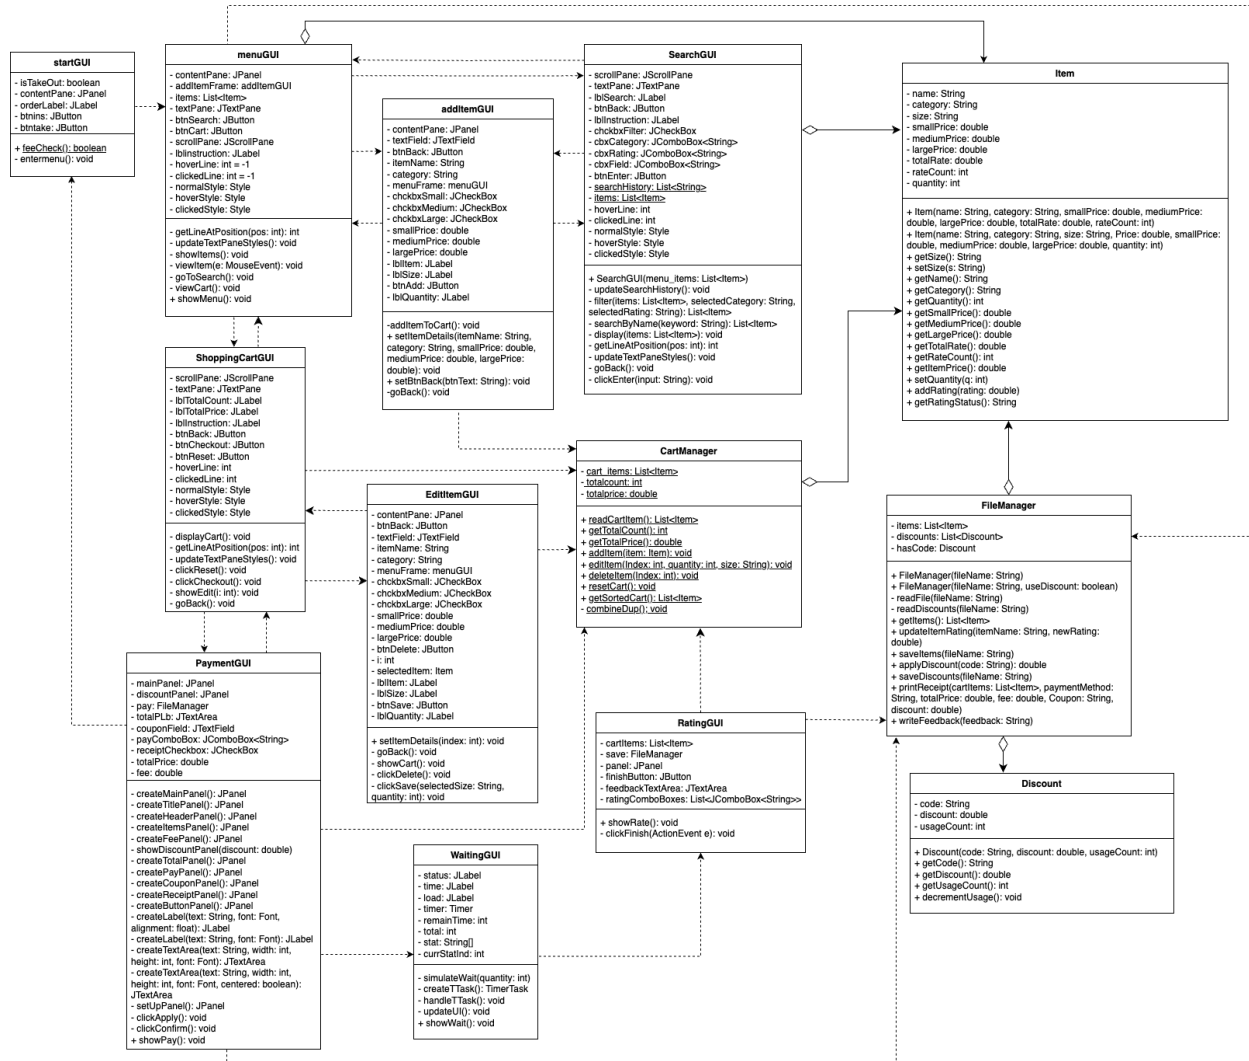 startGUI
- isTakeOut: boolean
- contentPane: JPanel
- orderLabel: JLabel
- btnins: JButton
- btntake: JButton
+ feeCheck(): boolean
- entermenu(): void
menuGUI
- contentPane: JPanel
- addItemFrame: addItemGUI
- items: List<Item>
- textPane: JTextPane
- btnSearch: JButton
- btnCart: JButton
- scrollPane: JScrollPane
- lblinstruction: JLabel
- hoverLine: int = -1
- clickedLine: int = -1
- normalStyle: Style
- hoverStyle: Style
- clickedStyle: Style
- getLineAtPosition(pos: int): int
- updateTextPaneStyles(): void
- showItems(): void
- viewItem(e: MouseEvent): void
- goToSearch(): void
- viewCart(): void
+ showMenu(): void
addItemGUI
- contentPane: JPanel
- textField: JTextField
- btnBack: JButton
- itemName: String
- category: String
- menuFrame: menuGUI
- chckbxSmall: JCheckBox
- chckbxMedium: JCheckBox
- chckbxLarge: JCheckBox
- smallPrice: double
- mediumPrice: double
- largePrice: double
- lblItem: JLabel
- lblSize: JLabel
- btnAdd: JButton
- lblQuantity: JLabel
-addItemToCart(): void
+ setItemDetails(itemName: String,
category: String, smallPrice: double,
mediumPrice: double, largePrice:
double): void
+ setBtnBack(btnText: String): void
-goBack(): void
SearchGUI
- scrollPane: JScrollPane
- textPane: JTextPane
- lblSearch: JLabel
- btnBack: JButton
- lblInstruction: JLabel
- chckbxFilter: JCheckBox
- cbxCategory: JComboBox<String>
- cbxRating: JComboBox<String>
- cbxField: JComboBox<String>
- btnEnter: JButton
- searchHistory: List<String>
- items: List<Item>
- hoverLine: int
- clickedLine: int
- normalStyle: Style
- hoverStyle: Style
- clickedStyle: Style
+ SearchGUI(menu_items: List<Item>)
- updateSearchHistory(): void
- filter(items: List<Item>, selectedCategory: String,
selectedRating: String): List<Item>
- searchByName(keyword: String): List<Item>
- display(items: List<Item>): void
- getLineAtPosition(pos: int): int
- updateTextPaneStyles(): void
- goBack(): void
- clickEnter(input: String): void
Item
- name: String
- category: String
- size: String
- smallPrice: double
- mediumPrice: double
- largePrice: double
- totalRate: double
- rateCount: int
- quantity: int
+ Item(name: String, category: String, smallPrice: double, mediumPrice:
double, largePrice: double, totalRate: double, rateCount: int)
+ Item(name: String, category: String, size: String, Price: double, smallPrice:
double, mediumPrice: double, largePrice: double, quantity: int)
+ getSize(): String
+ setSize(s: String)
+ getName(): String
+ getCategory(): String
+ getQuantity(): int
+ getSmallPrice(): double
+ getMediumPrice(): double
+ getLargePrice(): double
+ getTotalRate(): double
+ getRateCount(): int
+ getItemPrice(): double
+ setQuantity(q: int)
+ addRating(rating: double)
+ getRatingStatus(): String
ShoppingCartGUI
- scrollPane: JScrollPane
- textPane: JTextPane
- lblTotalCount: JLabel
- lblTotalPrice: JLabel
- lblInstruction: JLabel
- btnBack: JButton
- btnCheckout: JButton
- btnReset: JButton
- hoverLine: int
- clickedLine: int
- normalStyle: Style
- hoverStyle: Style
- clickedStyle: Style
- displayCart(): void
- getLineAtPosition(pos: int): int
- updateTextPaneStyles(): void
- clickReset(): void
- clickCheckout(): void
- showEdit(i: int): void
- goBack(): void
EditItemGUI
- contentPane: JPanel
- btnBack: JButton
- textField: JTextField
- itemName: String
- category: String
- menuFrame: menuGUI
- chckbxSmall: JCheckBox
- chckbxMedium: JCheckBox
- chckbxLarge: JCheckBox
- smallPrice: double
- mediumPrice: double
- largePrice: double
- btnDelete: JButton
- i: int
- selectedItem: Item
- lblItem: JLabel
- lblSize: JLabel
- btnSave: JButton
- lblQuantity: JLabel
+ setItemDetails(index: int): void
- goBack(): void
- showCart(): void
- clickDelete(): void
- clickSave(selectedSize: String,
quantity: int): void
CartManager
- cart_items: List<Item>
- totalcount: int
- totalprice: double
+ readCartItem(): List<Item>
+ getTotalCount(): int
+ getTotalPrice(): double
+ addItem(item: Item): void
+ editItem(Index: int, quantity: int, size: String): void
+ deleteItem(Index: int): void
+ resetCart(): void
+ getSortedCart(): List<Item>
- combineDup(): void
FileManager
- items: List<Item>
- discounts: List<Discount>
- hasCode: Discount
+ FileManager(fileName: String)
+ FileManager(fileName: String, useDiscount: boolean)
- readFile(fileName: String)
- readDiscounts(fileName: String)
+ getItems(): List<Item>
+ updateItemRating(itemName: String, newRating:
double)
+ saveItems(fileName: String)
+ applyDiscount(code: String): double
+ saveDiscounts(fileName: String)
+ printReceipt(cartItems: List<Item>, paymentMethod:
String, totalPrice: double, fee: double, Coupon: String,
discount: double)
+ writeFeedback(feedback: String)
PaymentGUI
- mainPanel: JPanel
- discountPanel: JPanel
- pay: FileManager
- totalPLb: JTextArea
- couponField: JTextField
- payComboBox: JComboBox<String>
- receiptCheckbox: JCheckBox
- totalPrice: double
- fee: double
- createMainPanel(): JPanel
- createTitlePanel(): JPanel
- createHeaderPanel(): JPanel
- createItemsPanel(): JPanel
- createFeePanel(): JPanel
- showDiscountPanel(discount: double)
- createTotalPanel(): JPanel
- createPayPanel(): JPanel
- createCouponPanel(): JPanel
- createReceiptPanel(): JPanel
- createButtonPanel(): JPanel
- createLabel(text: String, font: Font,
alignment: float): JLabel
- createLabel(text: String, font: Font): JLabel
- createTextArea(text: String, width: int,
height: int, font: Font): JTextArea
- createTextArea(text: String, width: int,
height: int, font: Font, centered: boolean):
JTextArea
- setUpPanel(): JPanel
- clickApply(): void
- clickConfirm(): void
+ showPay(): void
RatingGUI
- cartItems: List<Item>
- save: FileManager
- panel: JPanel
- finishButton: JButton
- feedbackTextArea: JTextArea
- ratingComboBoxes: List<JComboBox<String>>
+ showRate(): void
- clickFinish(ActionEvent e): void
WaitingGUI
- status: JLabel
- time: JLabel
- load: JLabel
- timer: Timer
- remainTime: int
- total: int
- stat: String[]
- currStatInd: int
- simulateWait(quantity: int)
- createTTask(): TimerTask
- handleTTask(): void
- updateUI(): void
+ showWait(): void
Discount
- code: String
- discount: double
- usageCount: int
+ Discount(code: String, discount: double, usageCount: int)
+ getCode(): String
+ getDiscount(): double
+ getUsageCount(): int
+ decrementUsage(): void